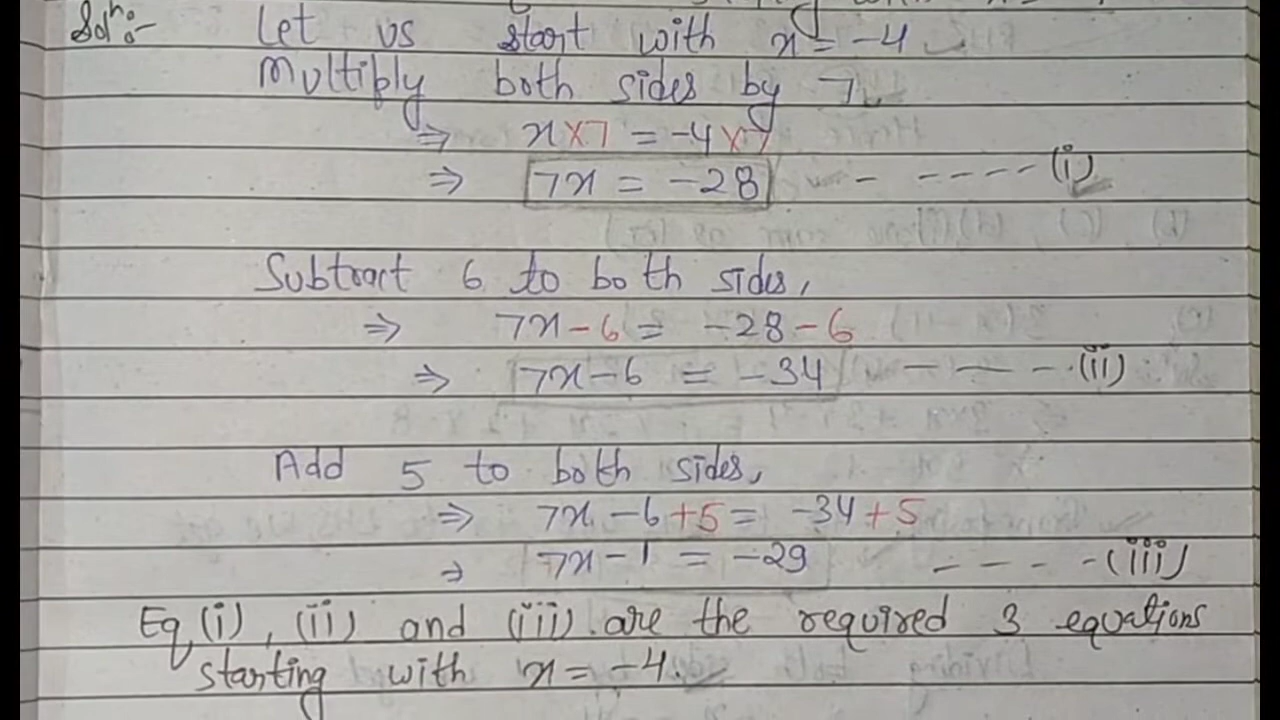 Solⁿ:- Let us start with x = -4
Multiply both sides by 7
⇒ x×7 = -4×7
⇒ 7x = -28 - ---- (i)
Subtract 6 to both sides,
⇒ 7x - 6 = -28 - 6
⇒ 7x - 6 = -34 - - - - (ii)
Add 5 to both sides,
⇒ 7x - 6 + 5 = -34 + 5
⇒ 7x - 1 = -29 - - - - (iii)
Eq (i), (ii) and (iii) are the required 3 equations
starting with x = -4.